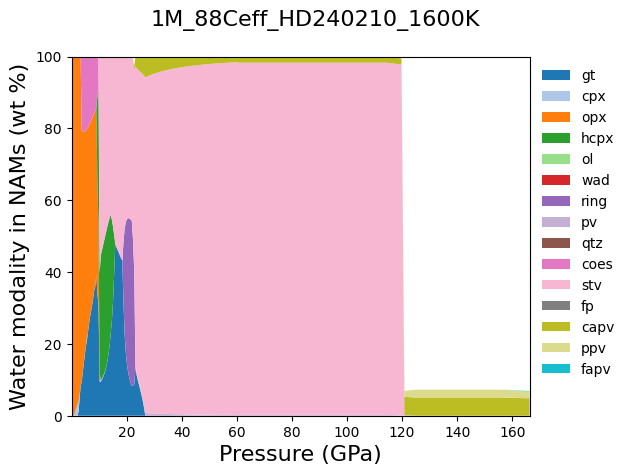 1M_88Ceff_HD240210_1600K
Water modality in NAMs (wt %)
100
80
60
40
20
0
20 40 60 80 100 120 140 160
Pressure (GPa)
gt
cpx
opx
hcpx
ol
wad
ring
pv
qtz
coes
stv
fp
capv
ppv
fapv